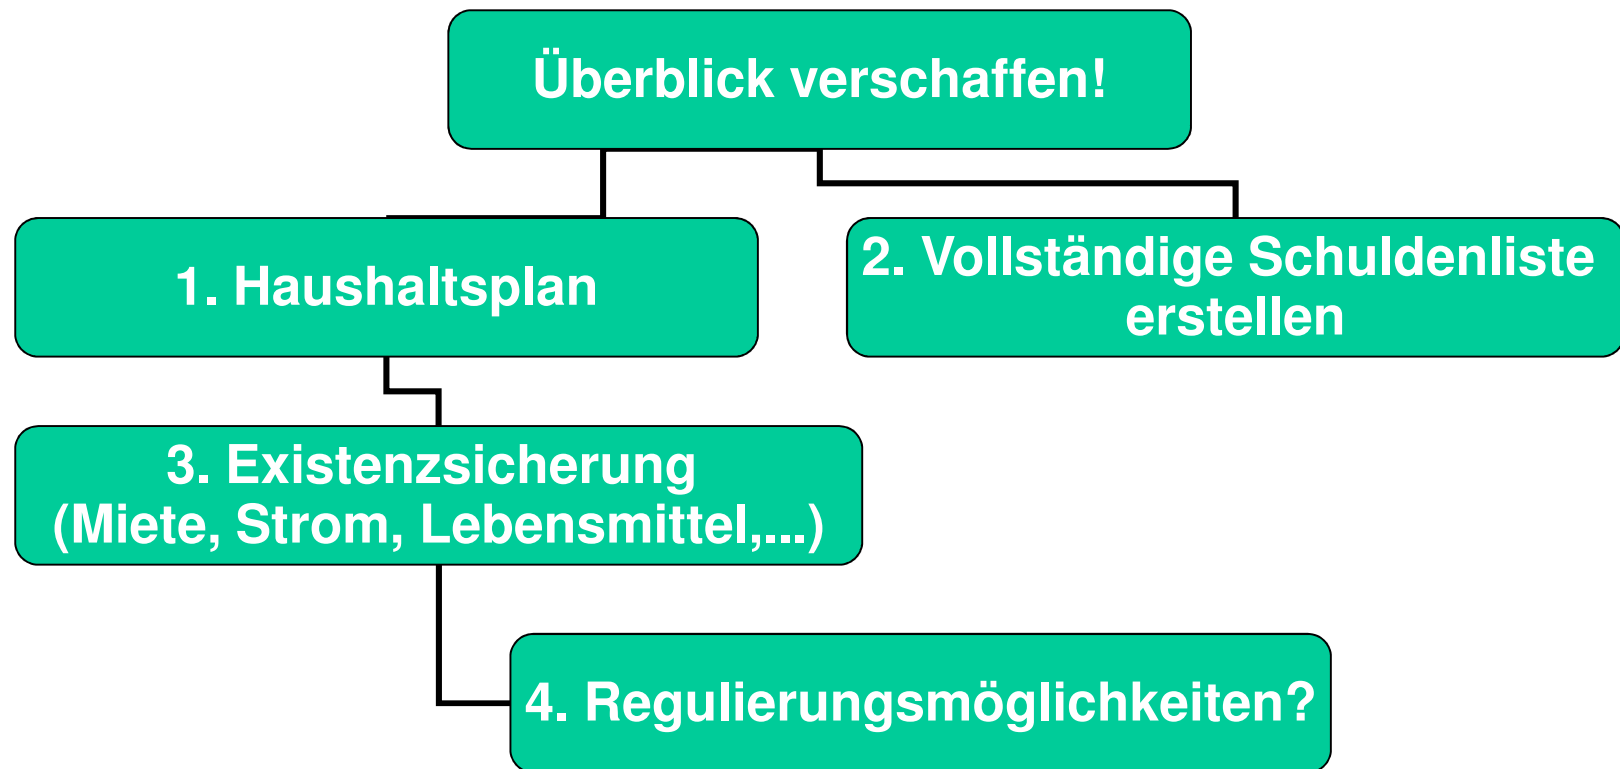 Überblick verschaffen!
1. Haushaltsplan
2. Vollständige Schuldenliste
erstellen
3. Existenzsicherung
(Miete, Strom, Lebensmittel,...)
4. Regulierungsmöglichkeiten?